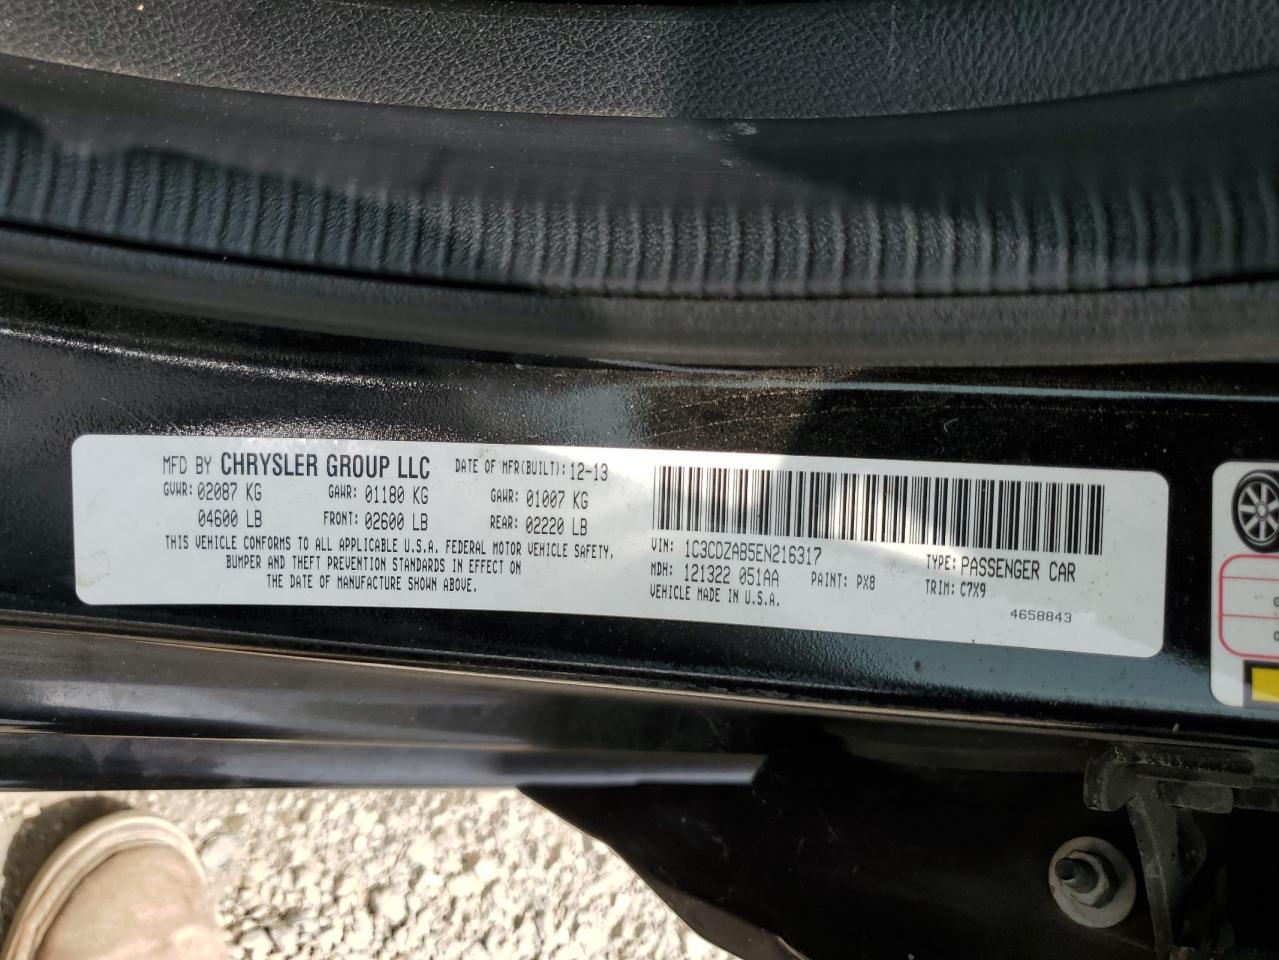 MFD BY CHRYSLER GROUP LLC DATE OF MFR(BUILT): 12-13
GVWR: 02087 KG GAWR: 01180 KG GAWR: 01007 KG
04600 LB FRONT: 02600 LB REAR: 02220 LB
THIS VEHICLE CONFORMS TO ALL APPLICABLE U.S.A. FEDERAL MOTOR VEHICLE SAFETY,
BUMPER AND THEFT PREVENTION STANDARDS IN EFFECT ON
THE DATE OF MANUFACTURE SHOWN ABOVE.
VIN: 1C3CDZAB5EN216317 TYPE: PASSENGER CAR
MDH: 121322 051AA PAINT: PX8 TRIM: C7X9
VEHICLE MADE IN U.S.A.
4658843